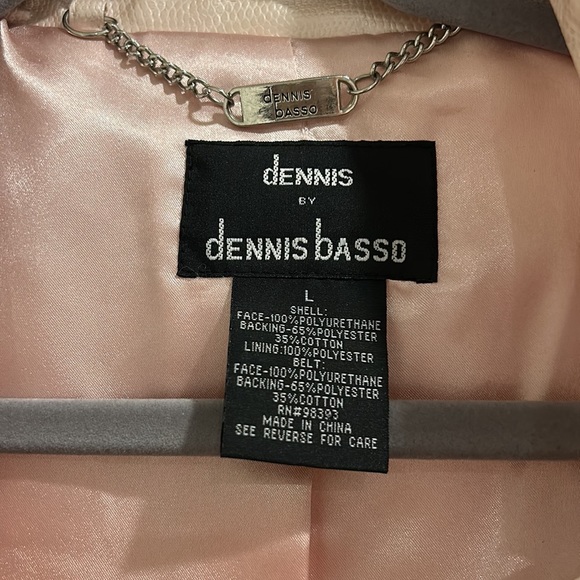 dENNIS
bASSO
dENNIS
BY
dENNIS bASSO
L
SHELL:
FACE-100%POLYURETHANE
BACKING-65%POLYESTER
35%COTTON
LINING:100%POLYESTER
BELT:
FACE-100%POLYURETHANE
BACKING-65%POLYESTER
35%COTTON
RN#98393
MADE IN CHINA
SEE REVERSE FOR CARE